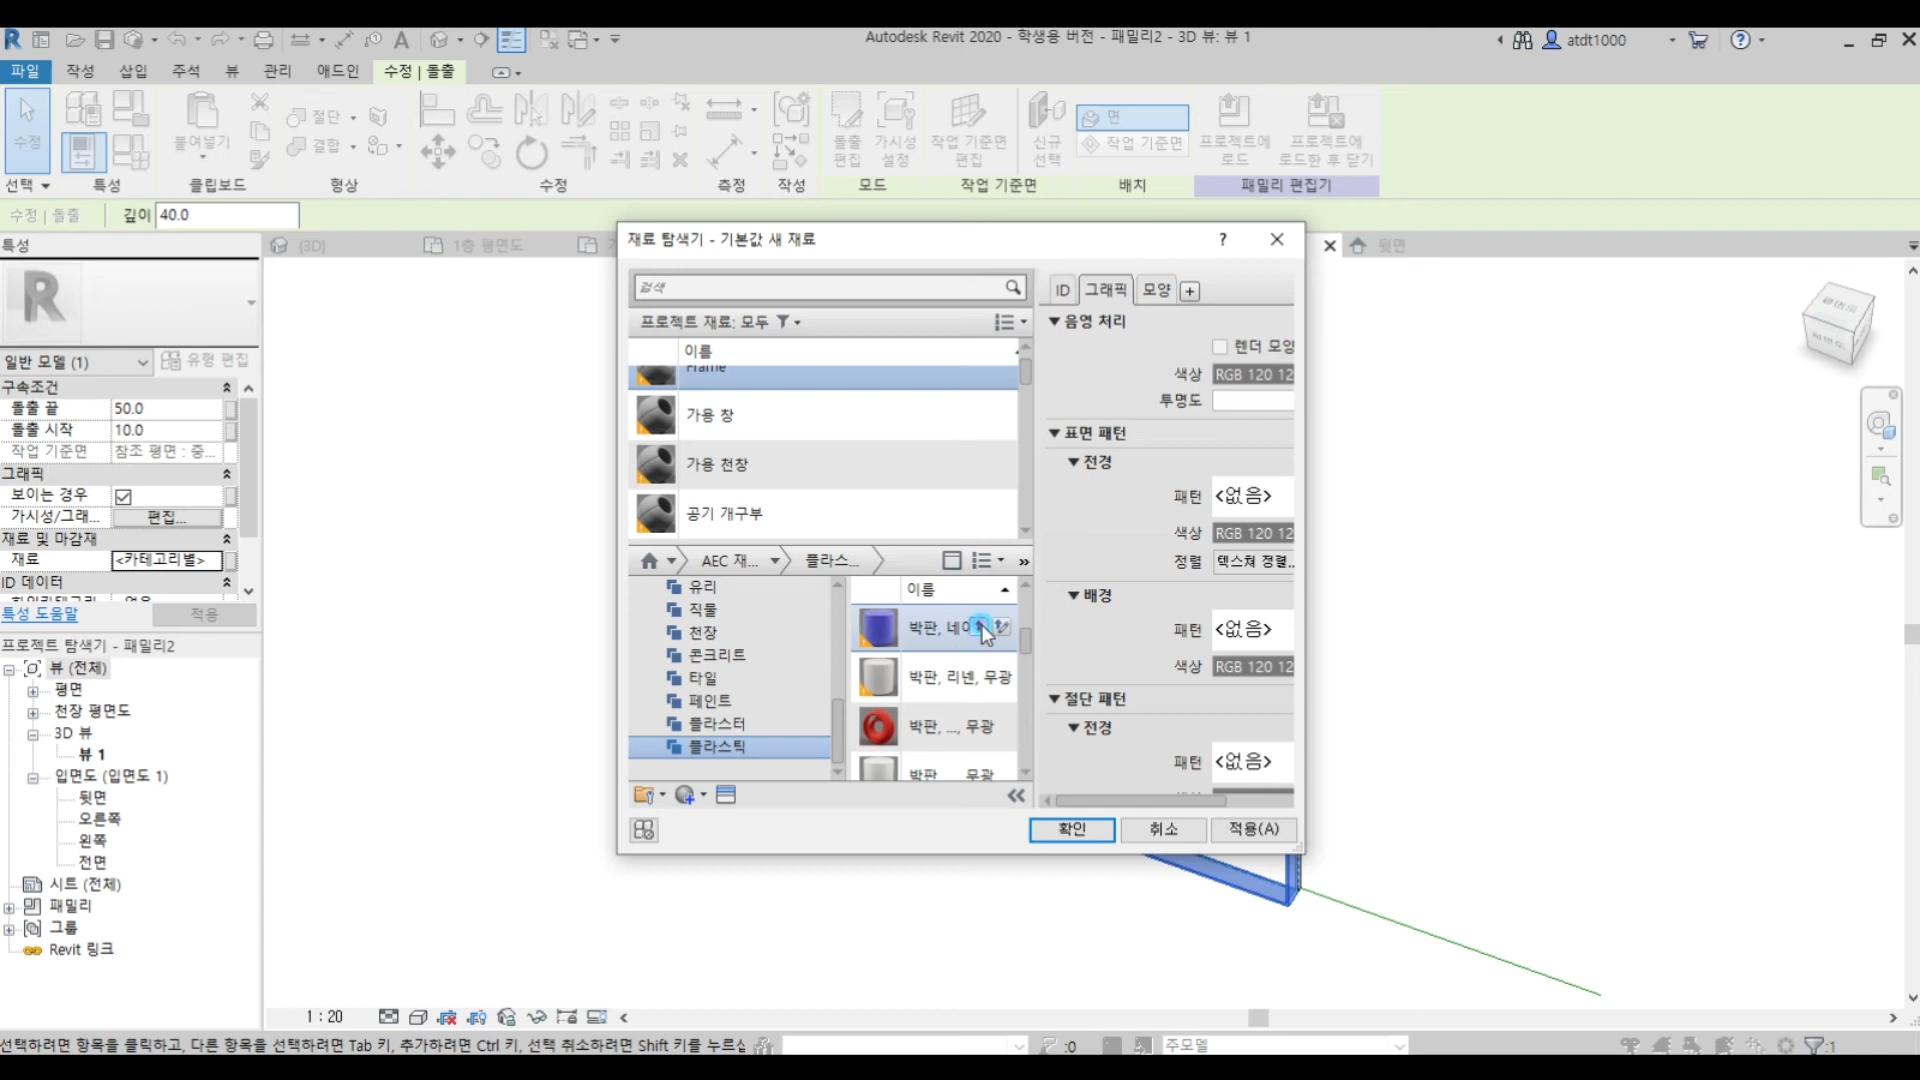 Autodesk Revit 2020 - 학생용 버전 - 패밀리2 - 3D 뷰: 뷰 1
atdt1000
파일 작성 삽입 주석 뷰 관리 애드인 수정 | 돌출
수정 붙여넣기 절단 결합 돌출 편집 가시성 설정 작업 기준면 편집 신규 선택 면 작업 기준면 프로젝트에 로드 프로젝트에 로드한 후 닫기
선택 특성 클립보드 형상 수정 측정 작성 모드 작업 기준면 배치 패밀리 편집기
수정 | 돌출 깊이 40.0
특성
{3D} 1층 평면도 뒷면
일반 모델 (1) 유형 편집
구속조건
돌출 끝 50.0
돌출 시작 10.0
작업 기준면 참조 평면 : 중...
그래픽
보이는 경우
가시성/그래... 편집...
재료 및 마감재
재료 <카테고리별>
ID 데이터
특성 도움말 적용
프로젝트 탐색기 - 패밀리2
뷰 (전체)
평면
천장 평면도
3D 뷰
뷰 1
입면도 (입면도 1)
뒷면
오른쪽
왼쪽
전면
시트 (전체)
패밀리
그룹
Revit 링크
재료 탐색기 - 기본값 새 재료
?
검색
프로젝트 재료: 모두
이름
Frame
가용 창
가용 천창
공기 개구부
AEC 재... 플라스... »
유리
직물
천장
콘크리트
타일
페인트
플라스터
플라스틱
이름
박판, 네이
박판, 리넨, 무광
박판, ..., 무광
박판 무광
ID 그래픽 모양
음영 처리
렌더 모양
색상 RGB 120 12
투명도
표면 패턴
전경
패턴 <없음>
색상 RGB 120 12
정렬 텍스쳐 정렬..
배경
패턴 <없음>
색상 RGB 120 12
절단 패턴
전경
패턴 <없음>
확인 취소 적용(A)
1 : 20
선택하려면 항목을 클릭하고, 다른 항목을 선택하려면 Tab 키, 추가하려면 Ctrl 키, 선택 취소하려면 Shift 키를 누르십
:0
주모델
:1